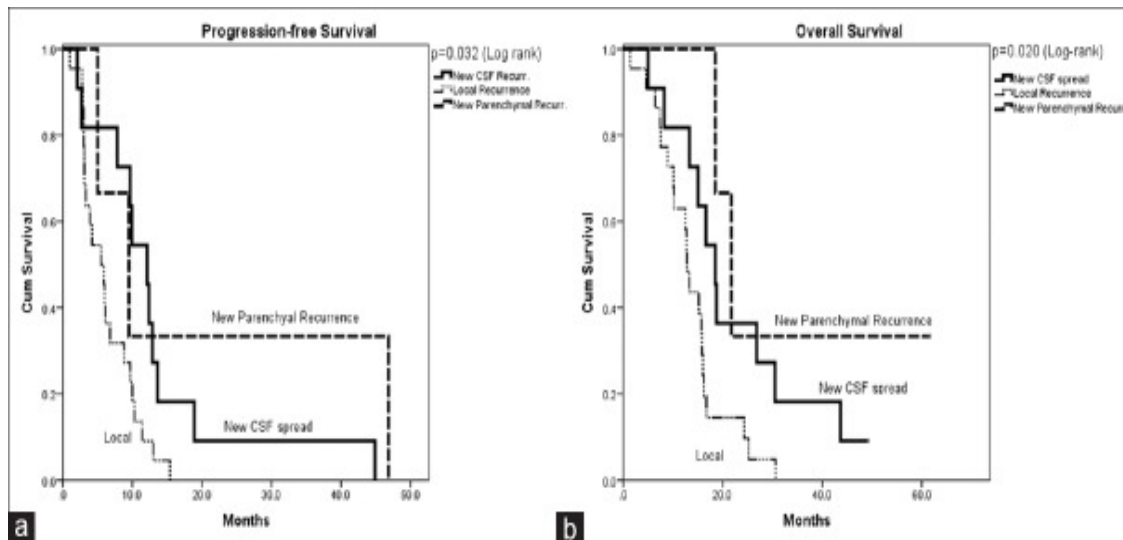 Progression-free Survival
p=0.032 (Log rank)
New CSF Recurr.
Local Recurrence
New Parenchymal Recurr.
1.0
0.8
0.6
0.4
0.2
0.0
Cum Survival
New Parenchyal Recurrence
New CSF spread
Local
.0
10.0
20.0
30.0
40.0
50.0
Months
a
Overall Survival
p=0.020 (Log-rank)
New CSF spread
Local Recurrence
New Parenchymal Recurr
1.0
0.8
0.6
0.4
0.2
0.0
Cum Survival
New Parenchymal Recurrence
New CSF spread
Local
.0
20.0
40.0
60.0
Months
b